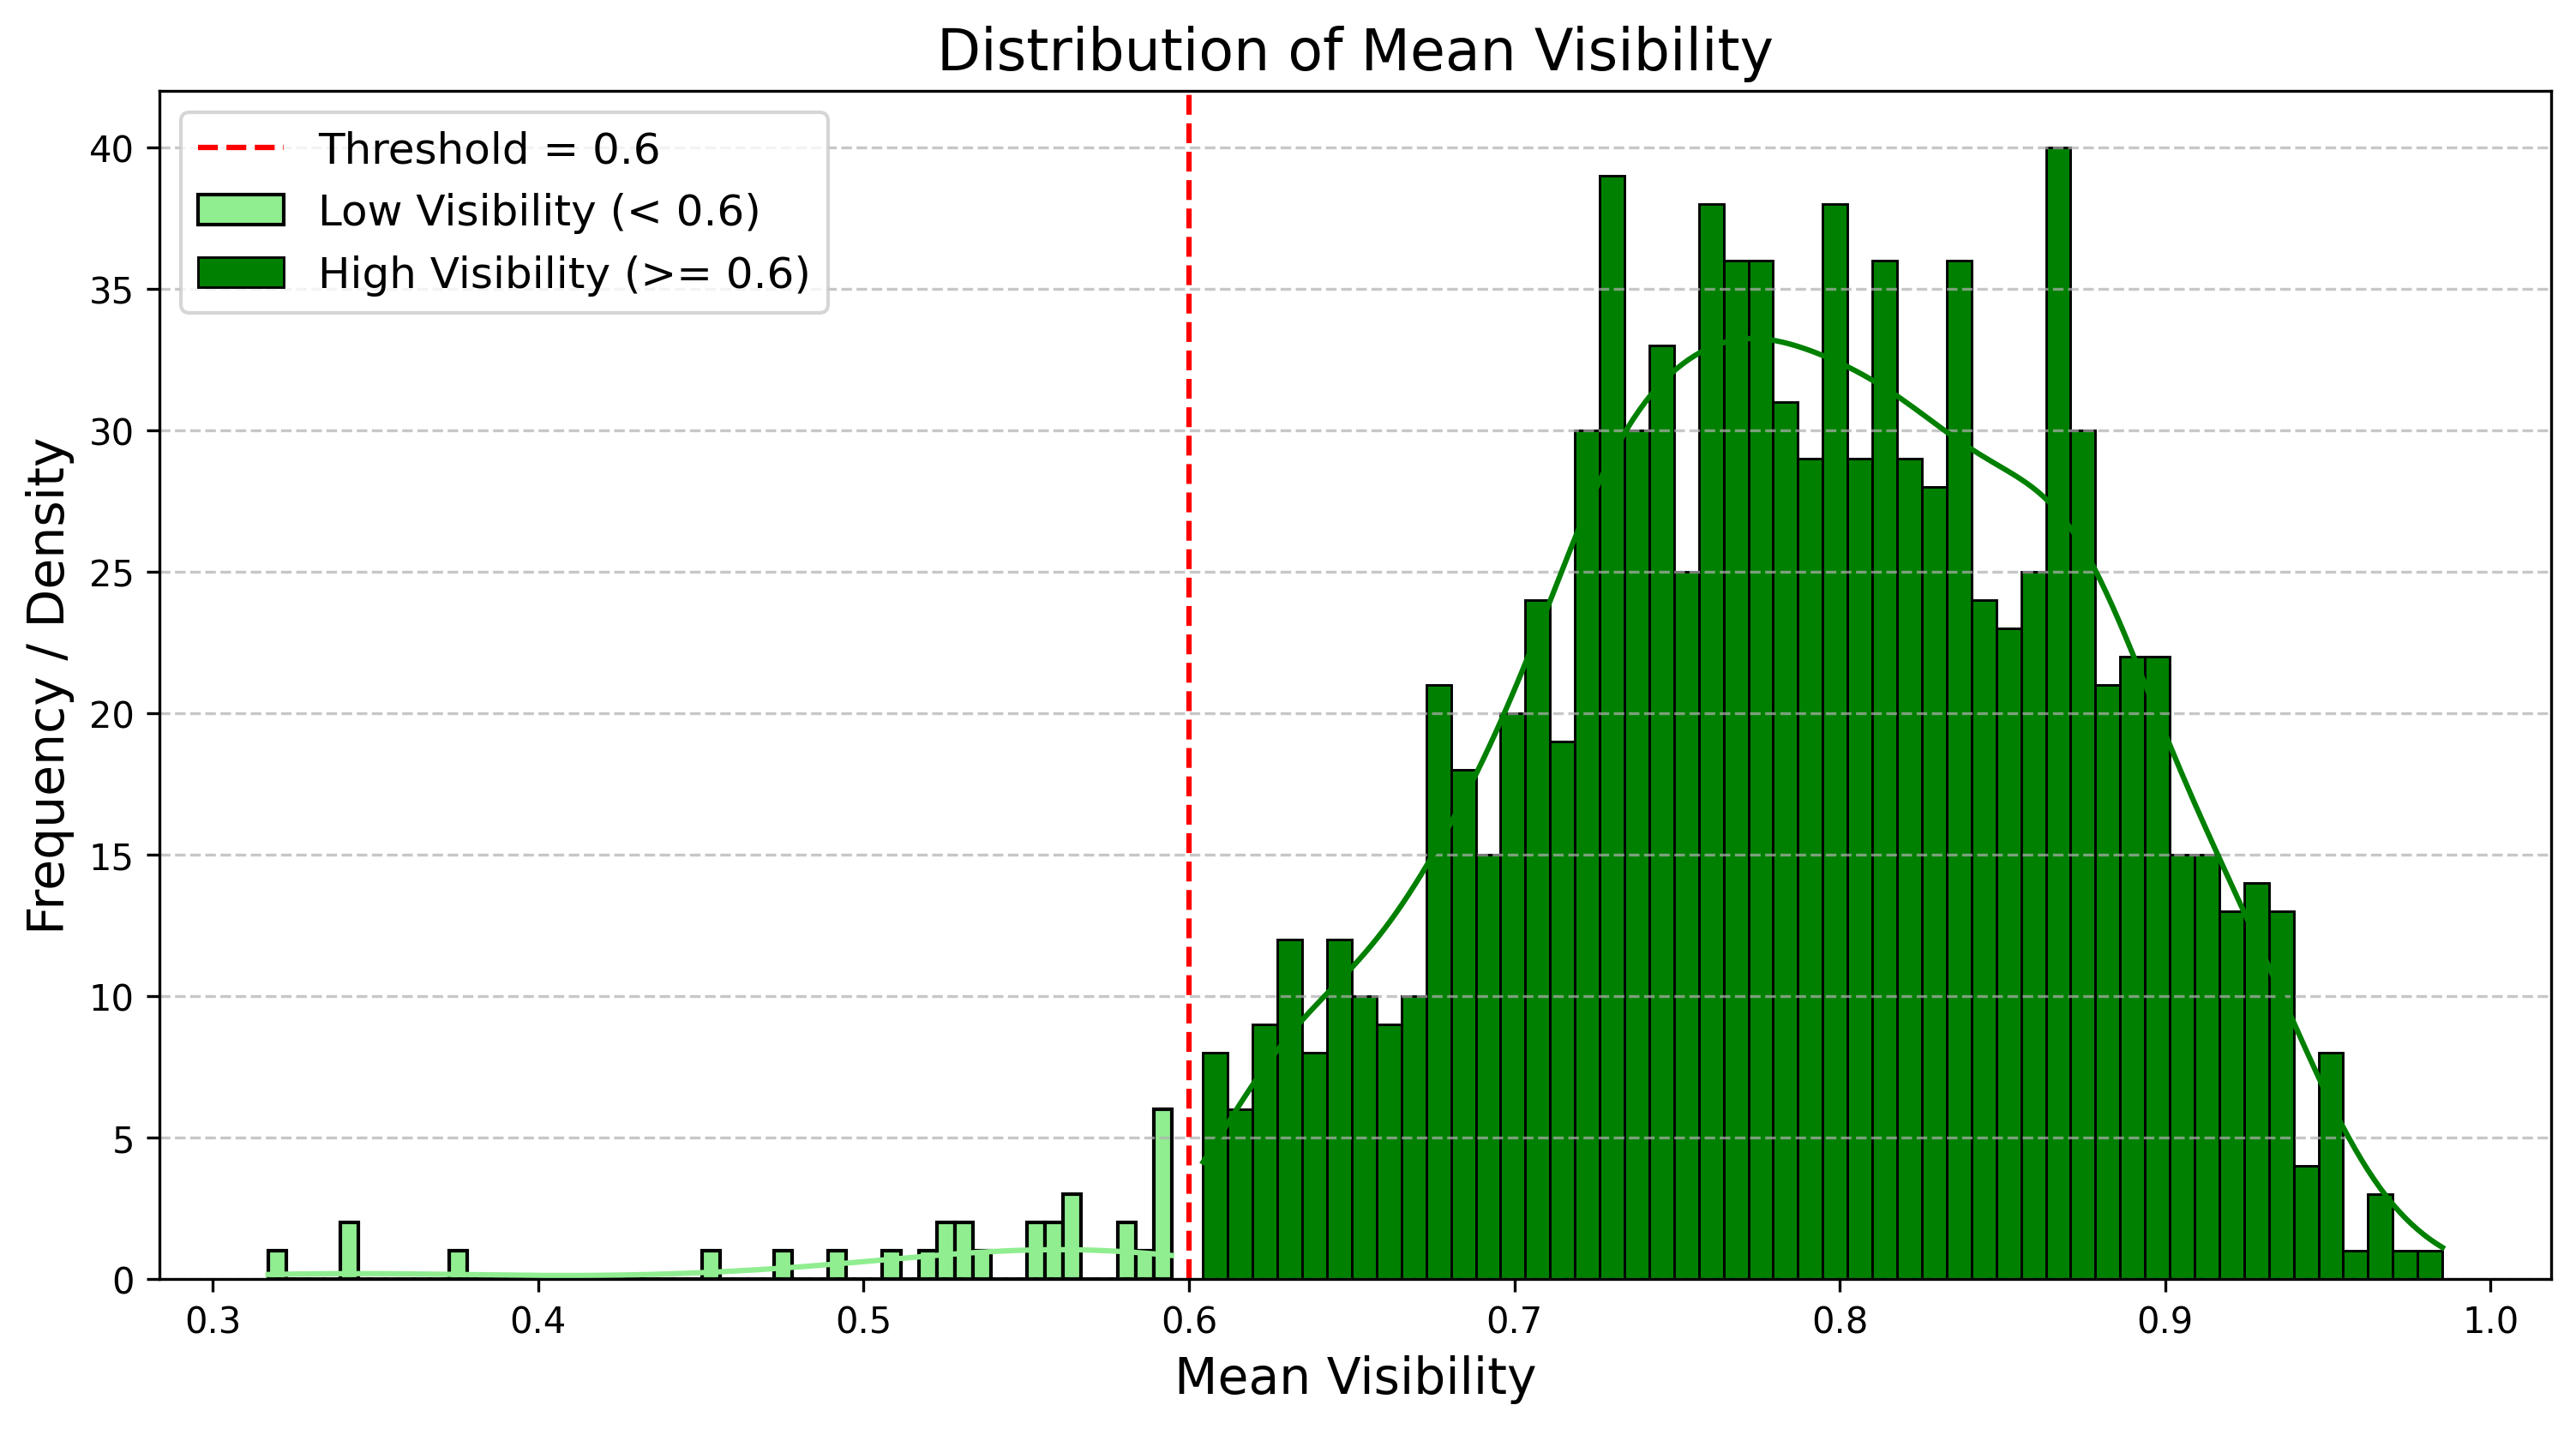 Distribution of Mean Visibility
Threshold = 0.6
Low Visibility (< 0.6)
High Visibility (>= 0.6)
Frequency / Density
40
35
30
25
20
15
10
5
0
0.3 0.4 0.5 0.6 0.7 0.8 0.9 1.0
Mean Visibility